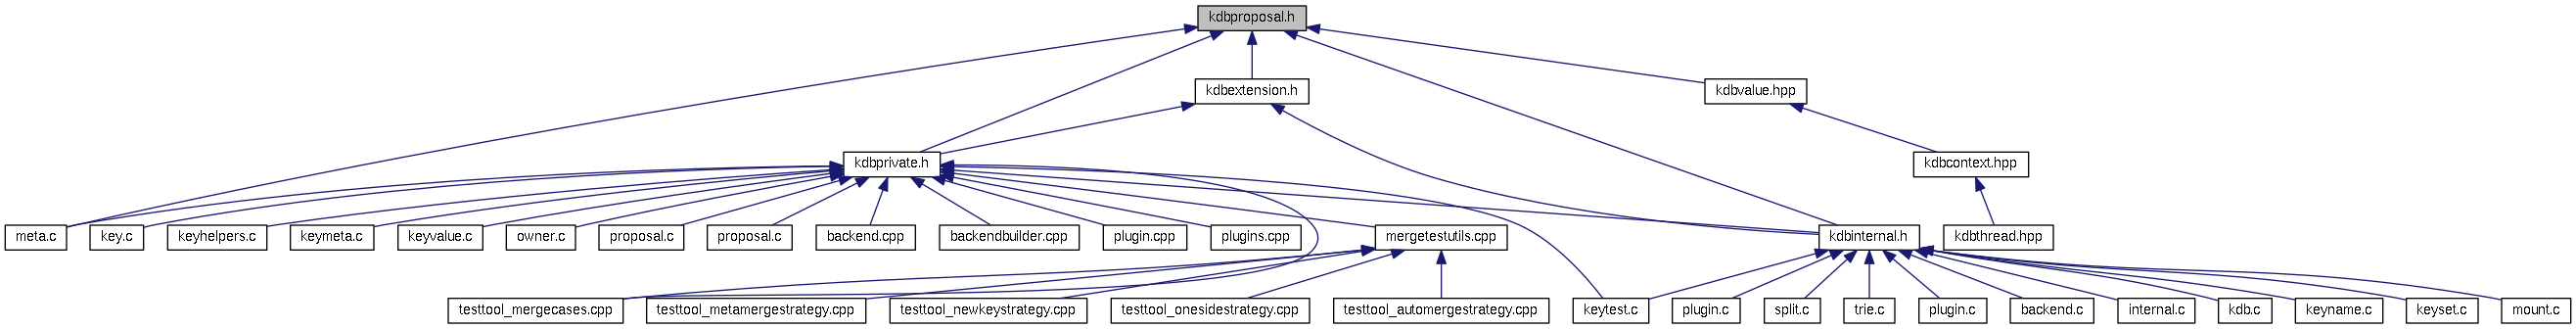 kdbproposal.h
kdbextension.h
kdbvalue.hpp
kdbprivate.h
kdbcontext.hpp
meta.c
key.c
keyhelpers.c
keymeta.c
keyvalue.c
owner.c
proposal.c
proposal.c
backend.cpp
backendbuilder.cpp
plugin.cpp
plugins.cpp
mergetestutils.cpp
kdbinternal.h
kdbthread.hpp
testtool_mergecases.cpp
testtool_metamergestrategy.cpp
testtool_newkeystrategy.cpp
testtool_onesidestrategy.cpp
testtool_automergestrategy.cpp
keytest.c
plugin.c
split.c
trie.c
plugin.c
backend.c
internal.c
kdb.c
keyname.c
keyset.c
mount.c